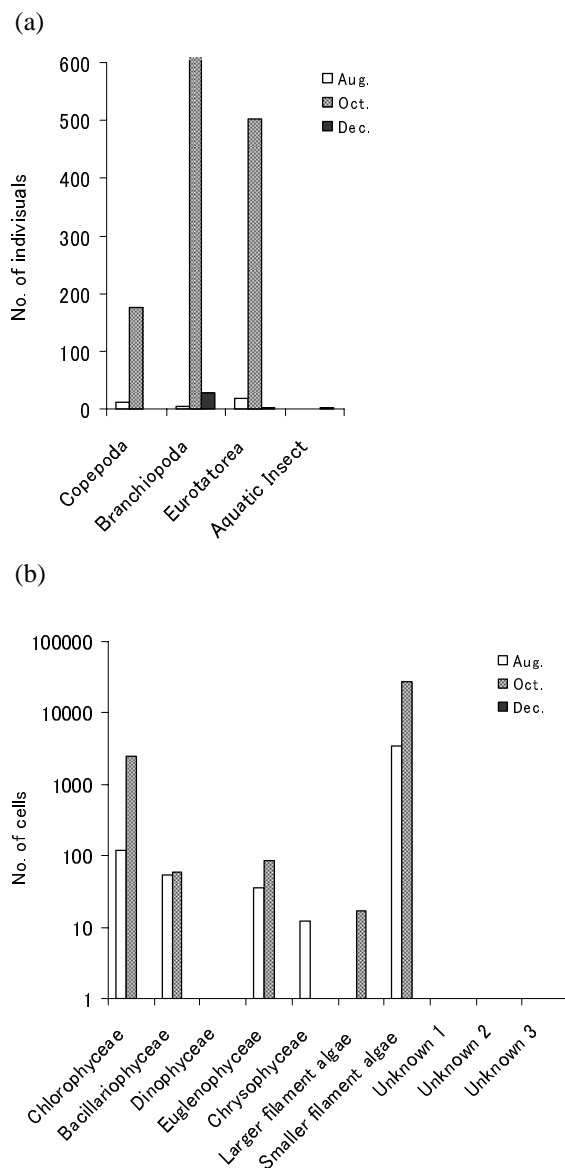 (a)
600
500
400
300
200
100
0
No. of indivisuals
Aug.
Oct.
Dec.
Copepoda
Branchiopoda
Eurotatorea
Aquatic Insect
(b)
100000
10000
1000
100
10
1
No. of cells
Aug.
Oct.
Dec.
Chlorophyceae
Bacillariophyceae
Dinophyceae
Euglenophyceae
Chrysophyceae
Larger filament algae
Smaller filament algae
Unknown 1
Unknown 2
Unknown 3